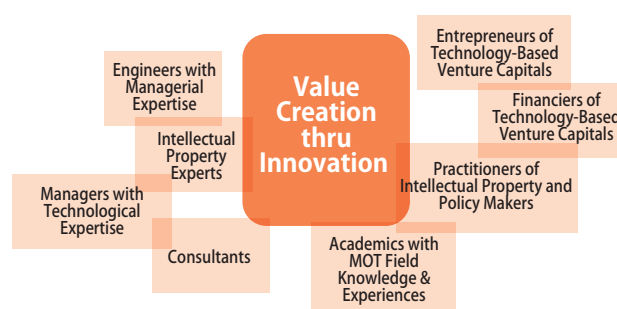 Engineers with
Managerial
Expertise
Intellectual
Property
Experts
Managers with
Technological
Expertise
Consultants
Value
Creation
thru
Innovation
Entrepreneurs of
Technology-Based
Venture Capitals
Financiers of
Technology-Based
Venture Capitals
Practitioners of
Intellectual Property and
Policy Makers
Academics with
MOT Field
Knowledge &
Experiences